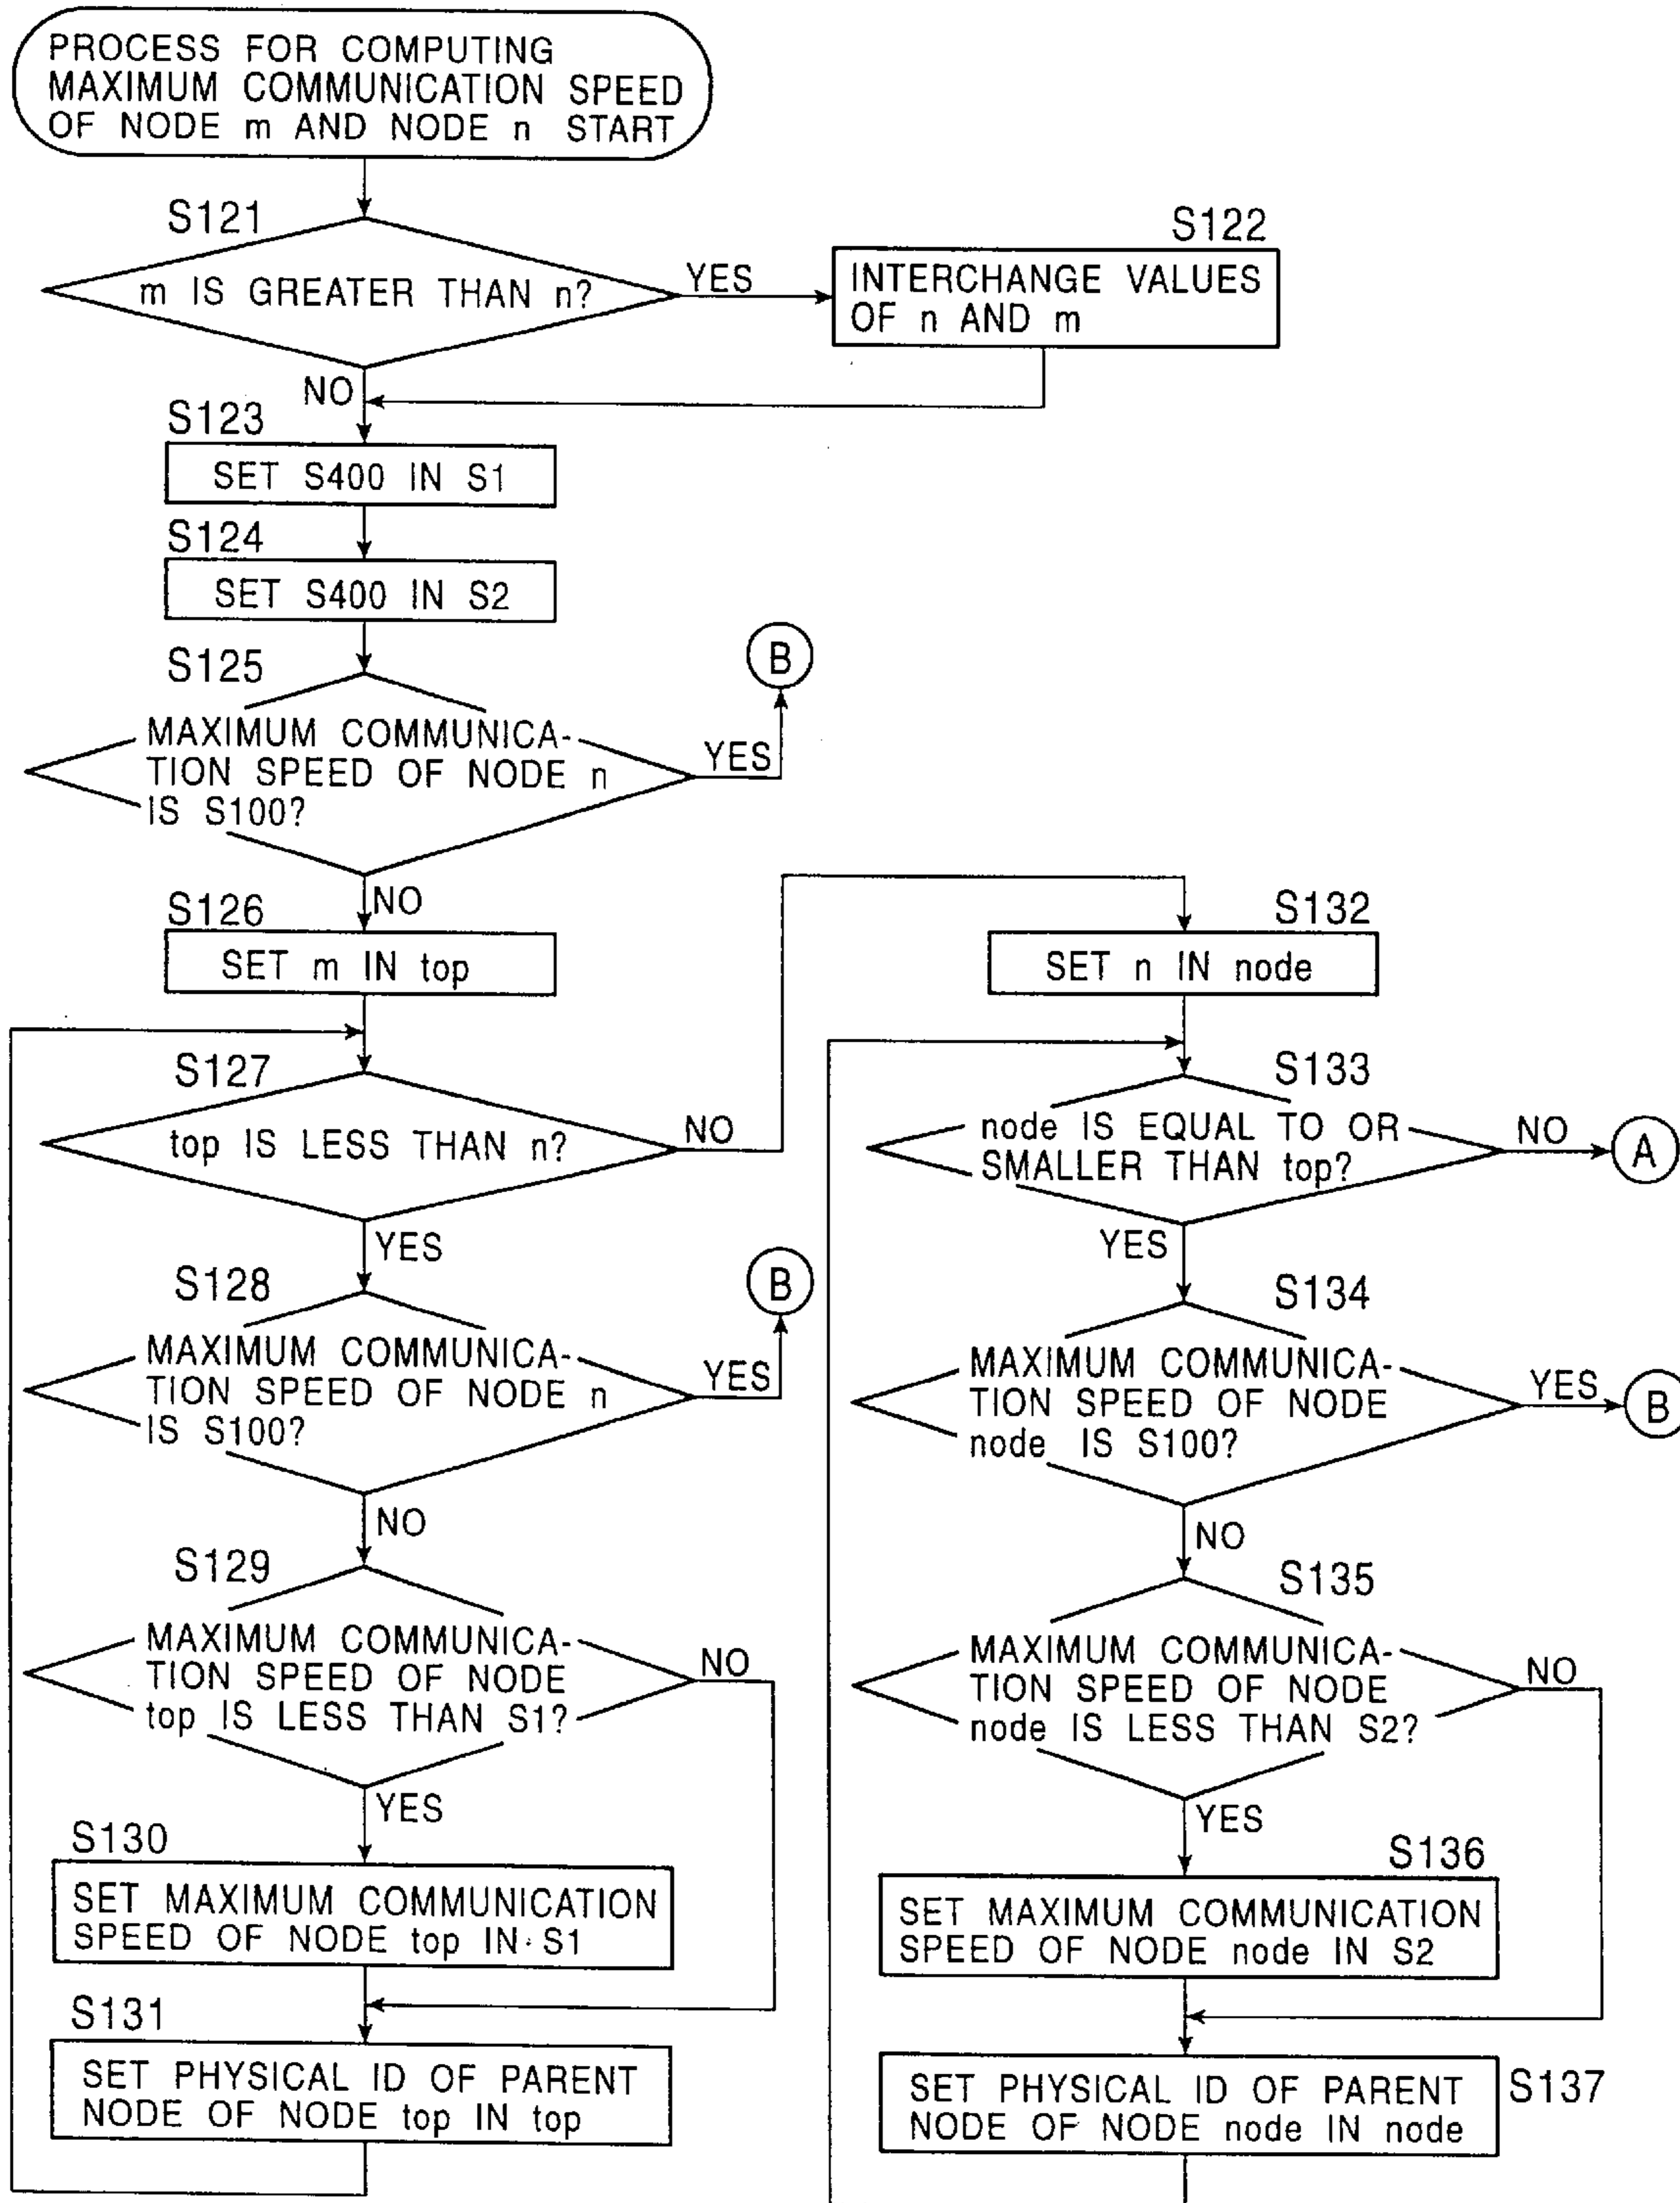 PROCESS FOR COMPUTING
MAXIMUM COMMUNICATION SPEED
OF NODE m AND NODE n START
S121
m IS GREATER THAN n?
YES
S122
INTERCHANGE VALUES
OF n AND m
NO
S123
SET S400 IN S1
S124
SET S400 IN S2
S125
MAXIMUM COMMUNICA-
TION SPEED OF NODE n
IS S100?
YES
B
NO
S126
SET m IN top
S127
top IS LESS THAN n?
NO
YES
S128
MAXIMUM COMMUNICA-
TION SPEED OF NODE n
IS S100?
YES
B
NO
S129
MAXIMUM COMMUNICA-
TION SPEED OF NODE
top IS LESS THAN S1?
NO
YES
S130
SET MAXIMUM COMMUNICATION
SPEED OF NODE top IN S1
S131
SET PHYSICAL ID OF PARENT
NODE OF NODE top IN top
S132
SET n IN node
S133
node IS EQUAL TO OR
SMALLER THAN top?
NO
A
YES
S134
MAXIMUM COMMUNICA-
TION SPEED OF NODE
node IS S100?
YES
B
NO
S135
MAXIMUM COMMUNICA-
TION SPEED OF NODE
node IS LESS THAN S2?
NO
YES
S136
SET MAXIMUM COMMUNICATION
SPEED OF NODE node IN S2
S137
SET PHYSICAL ID OF PARENT
NODE OF NODE node IN node